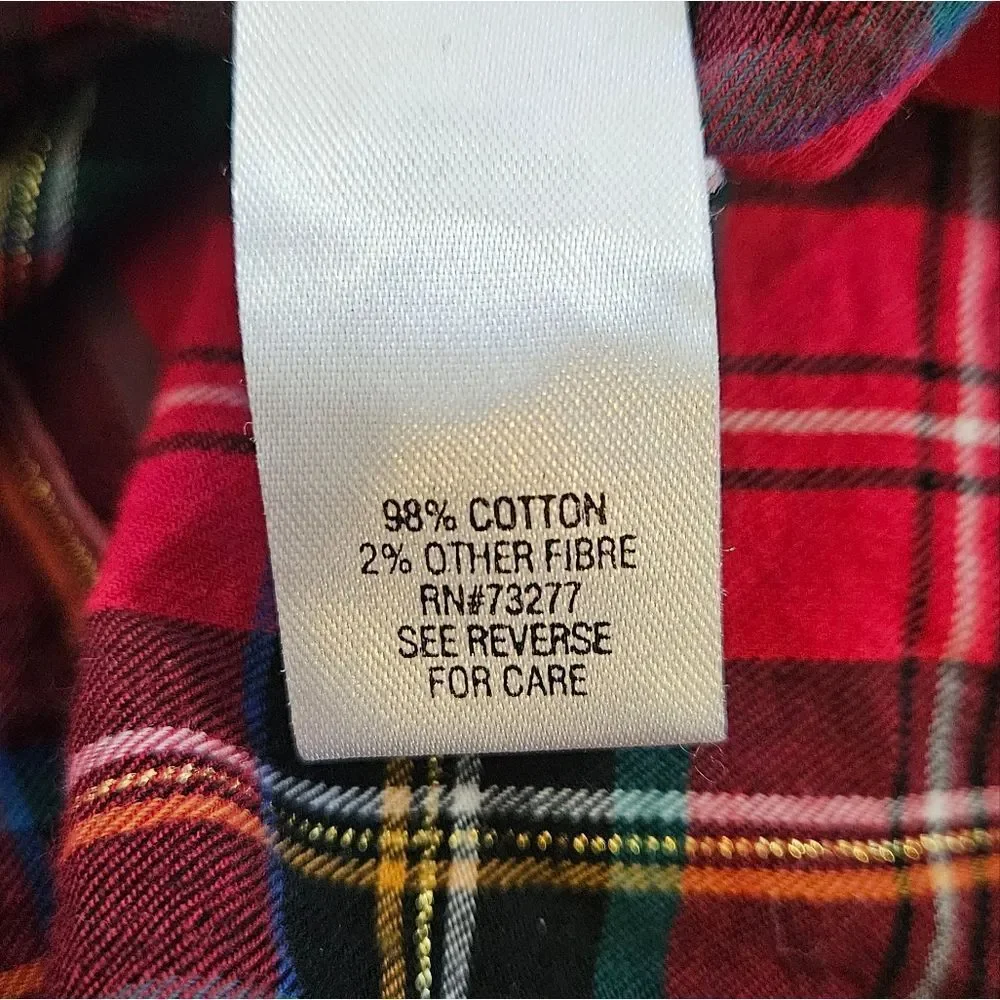 98% COTTON
2% OTHER FIBRE
RN#73277
SEE REVERSE
FOR CARE